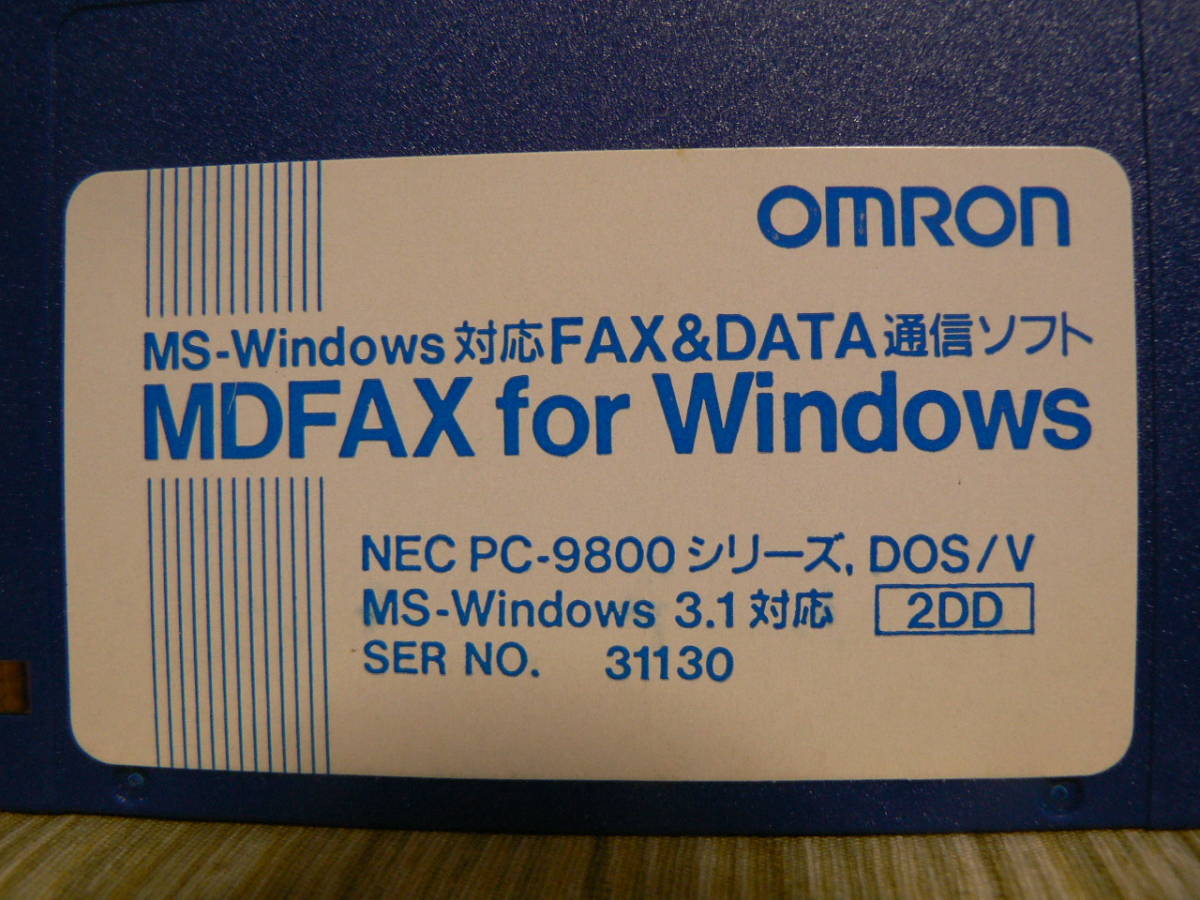 OMRON
MS-Windows対応FAX&DATA通信ソフト
MDFAX for Windows
NEC PC-9800シリーズ, DOS/V
MS-Windows 3.1対応 2DD
SER NO. 31130